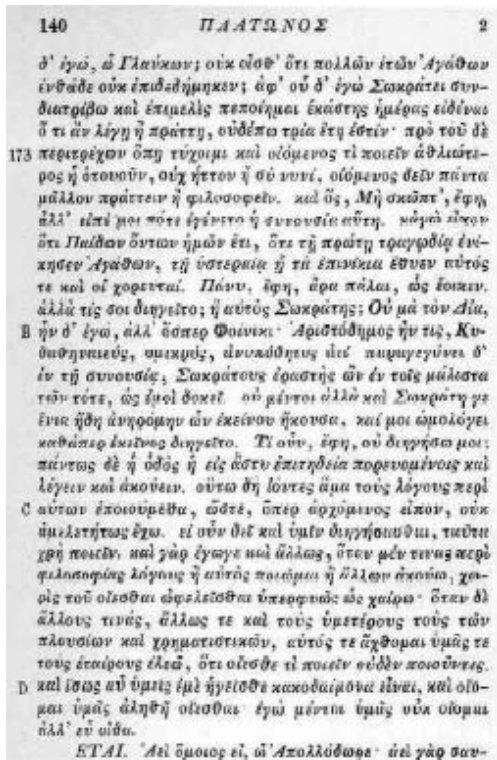 140 ΠΛΑΤΩΝΟΣ 2
δ' ἐγώ, ὦ Γλαύκων; οὐκ οἶσθ' ὅτι πολλῶν ἐτῶν Ἀγάθων
ἐνθάδε οὐκ ἐπιδεδήμηκεν; ἀφ' οὗ δ' ἐγὼ Σωκράτει συν-
διατρίβω καὶ ἐπιμελὲς πεποίημαι ἑκάστης ἡμέρας εἰδέναι
ὅ τι ἂν λέγῃ ἢ πράττῃ, οὐδέπω τρία ἔτη ἐστίν· πρὸ τοῦ δὲ
173 περιτρέχων ὅπῃ τύχοιμι καὶ οἰόμενος τὶ ποιεῖν ἀθλιώτε-
ρος ἦ ὁτουοῦν, οὐχ ἧττον ἢ σὺ νυνί, οἰόμενος δεῖν πάντα
μᾶλλον πράττειν ἢ φιλοσοφεῖν. καὶ ὅς, Μὴ σκῶπτ', ἔφη,
ἀλλ' εἰπέ μοι πότε ἐγένετο ἡ συνουσία αὕτη. κἀγὼ εἶπον
ὅτι Παίδων ὄντων ἡμῶν ἔτι, ὅτε τῇ πρώτῃ τραγῳδίᾳ ἐνί-
κησεν Ἀγάθων, τῇ ὑστεραίᾳ ᾗ τὰ ἐπινίκια ἔθυεν αὐτός
τε καὶ οἱ χορευταί. Πάνυ, ἔφη, ἄρα πάλαι, ὡς ἔοικεν.
ἀλλὰ τίς σοι διηγεῖτο; ἢ αὐτὸς Σωκράτης; Οὐ μὰ τὸν Δία,
B ἦν δ' ἐγώ, ἀλλ' ὅσπερ Φοίνικι· Ἀριστόδημος ἦν τις, Κυ-
δαθηναιεύς, σμικρός, ἀνυπόδητος ἀεί· παραγεγόνει δ'
ἐν τῇ συνουσίᾳ, Σωκράτους ἐραστὴς ὢν ἐν τοῖς μάλιστα
τῶν τότε, ὡς ἐμοὶ δοκεῖ. οὐ μέντοι ἀλλὰ καὶ Σωκράτη γε
ἔνια ἤδη ἀνηρόμην ὧν ἐκείνου ἤκουσα, καί μοι ὡμολόγει
καθάπερ ἐκεῖνος διηγεῖτο. Τί οὖν, ἔφη, οὐ διηγήσω μοι;
πάντως δὲ ἡ ὁδὸς ἡ εἰς ἄστυ ἐπιτηδεία πορευομένοις καὶ
λέγειν καὶ ἀκούειν. οὕτω δὴ ἰόντες ἅμα τοὺς λόγους περὶ
C αὐτῶν ἐποιούμεθα, ὥστε, ὅπερ ἀρχόμενος εἶπον, οὐκ
ἀμελετήτως ἔχω. εἰ οὖν δεῖ καὶ ὑμῖν διηγήσασθαι, ταῦτα
χρὴ ποιεῖν. καὶ γὰρ ἔγωγε καὶ ἄλλως, ὅταν μέν τινας περὶ
φιλοσοφίας λόγους ἢ αὐτὸς ποιῶμαι ἢ ἄλλων ἀκούω, χω-
ρὶς τοῦ οἴεσθαι ὠφελεῖσθαι ὑπερφυῶς ὡς χαίρω· ὅταν δὲ
ἄλλους τινάς, ἄλλως τε καὶ τοὺς ὑμετέρους τοὺς τῶν
πλουσίων καὶ χρηματιστικῶν, αὐτός τε ἄχθομαι ὑμᾶς τε
τοὺς ἑταίρους ἐλεῶ, ὅτι οἴεσθε τὶ ποιεῖν οὐδὲν ποιοῦντες.
D καὶ ἴσως αὖ ὑμεῖς ἐμὲ ἡγεῖσθε κακοδαίμονα εἶναι, καὶ οἴο-
μαι ὑμᾶς ἀληθῆ οἴεσθαι· ἐγὼ μέντοι ὑμᾶς οὐκ οἴομαι
ἀλλ' εὖ οἶδα.
ΕΤΑΙ. Ἀεὶ ὅμοιος εἶ, ὦ Ἀπολλόδωρε· ἀεὶ γὰρ σαυ-